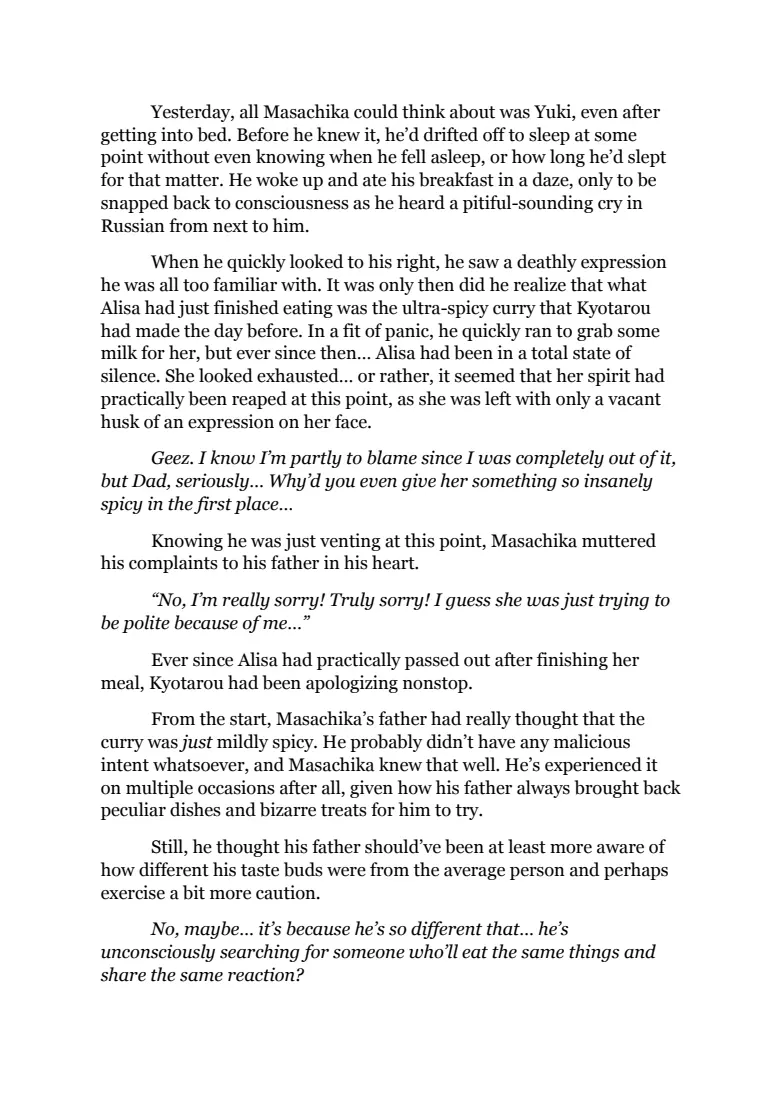 Yesterday, all Masachika could think about was Yuki, even after
getting into bed. Before he knew it, he’d drifted off to sleep at some
point without even knowing when he fell asleep, or how long he’d slept
for that matter. He woke up and ate his breakfast in a daze, only to be
snapped back to consciousness as he heard a pitiful-sounding cry in
Russian from next to him.
When he quickly looked to his right, he saw a deathly expression
he was all too familiar with. It was only then did he realize that what
Alisa had just finished eating was the ultra-spicy curry that Kyotarou
had made the day before. In a fit of panic, he quickly ran to grab some
milk for her, but ever since then… Alisa had been in a total state of
silence. She looked exhausted… or rather, it seemed that her spirit had
practically been reaped at this point, as she was left with only a vacant
husk of an expression on her face.
Geez. I know I’m partly to blame since I was completely out of it,
but Dad, seriously… Why’d you even give her something so insanely
spicy in the first place…
Knowing he was just venting at this point, Masachika muttered
his complaints to his father in his heart.
“No, I’m really sorry! Truly sorry! I guess she was just trying to
be polite because of me…”
Ever since Alisa had practically passed out after finishing her
meal, Kyotarou had been apologizing nonstop.
From the start, Masachika’s father had really thought that the
curry was just mildly spicy. He probably didn’t have any malicious
intent whatsoever, and Masachika knew that well. He’s experienced it
on multiple occasions after all, given how his father always brought back
peculiar dishes and bizarre treats for him to try.
Still, he thought his father should’ve been at least more aware of
how different his taste buds were from the average person and perhaps
exercise a bit more caution.
No, maybe… it’s because he’s so different that… he’s
unconsciously searching for someone who’ll eat the same things and
share the same reaction?